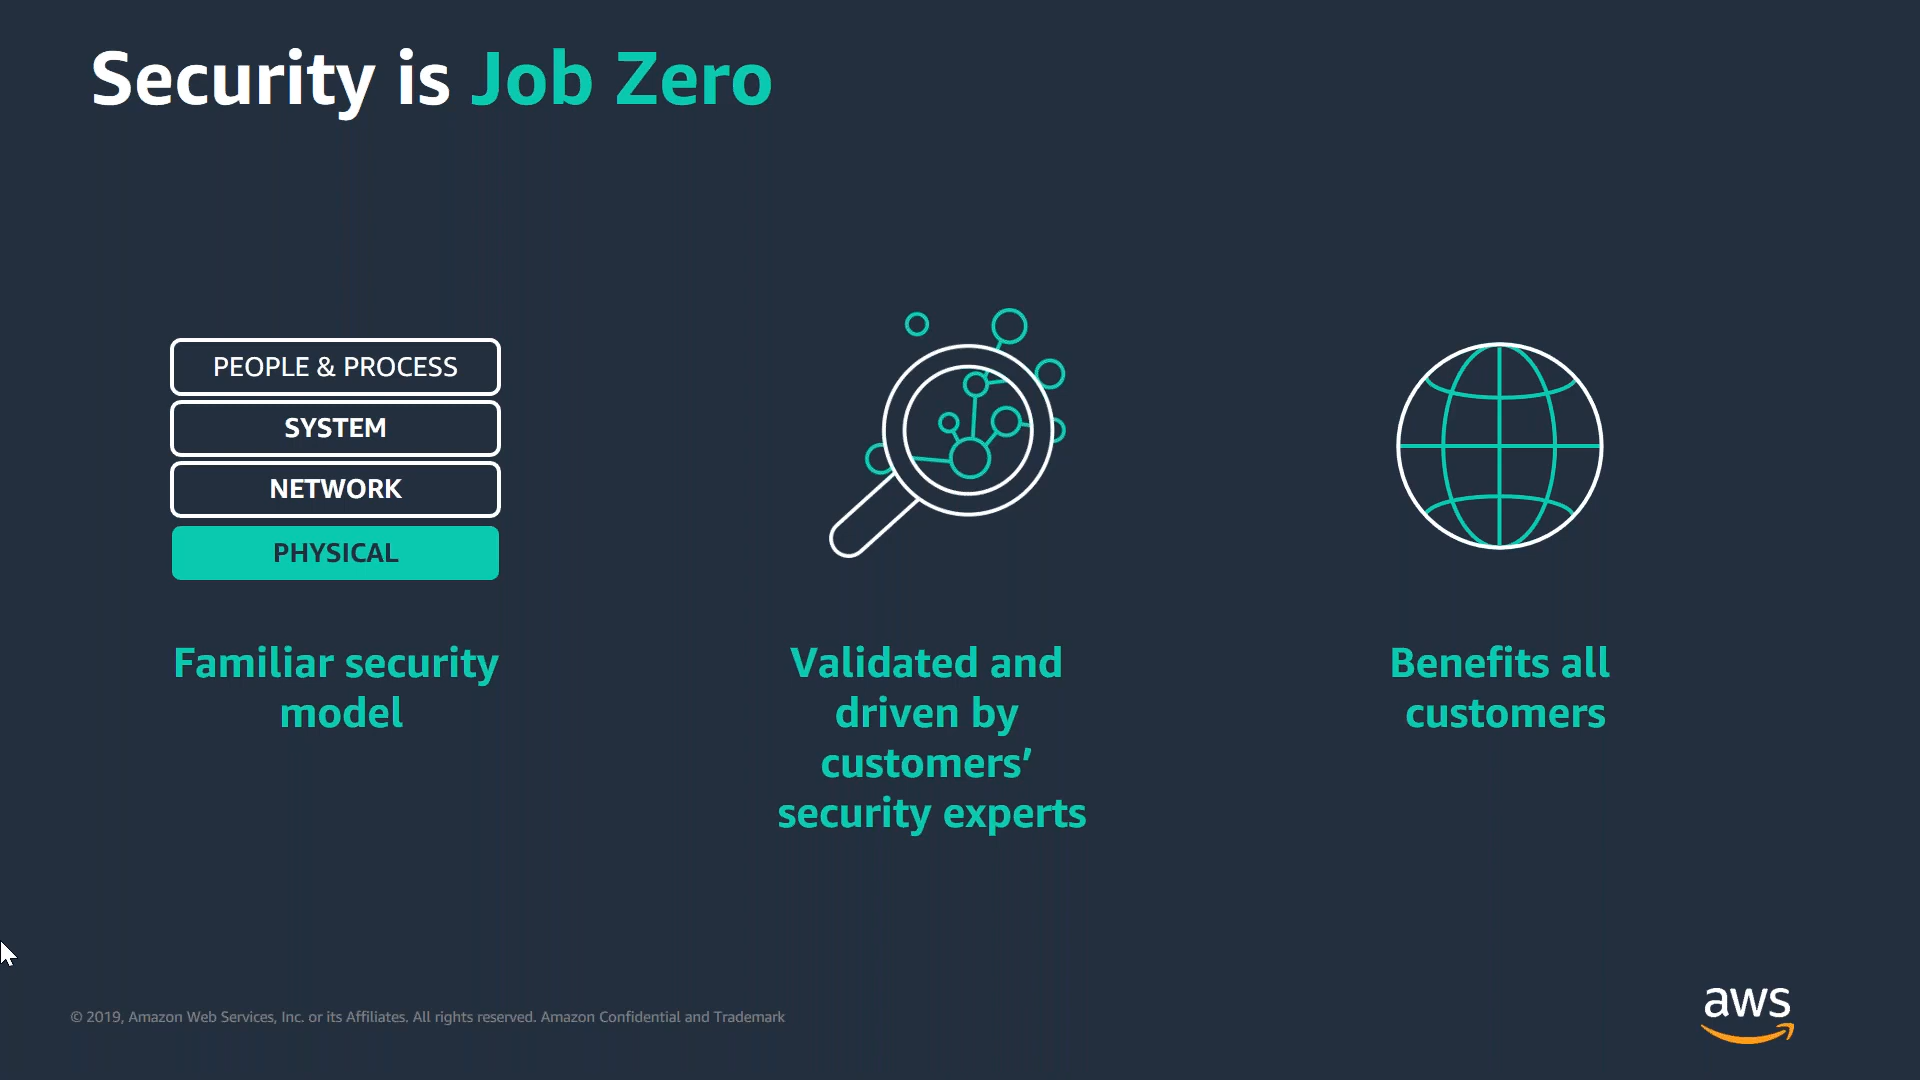 Security is Job Zero
PEOPLE & PROCESS
SYSTEM
NETWORK
PHYSICAL
Familiar security
model
Validated and
driven by
customers’
security experts
Benefits all
customers
© 2019, Amazon Web Services, Inc. or its Affiliates. All rights reserved. Amazon Confidential and Trademark
aws